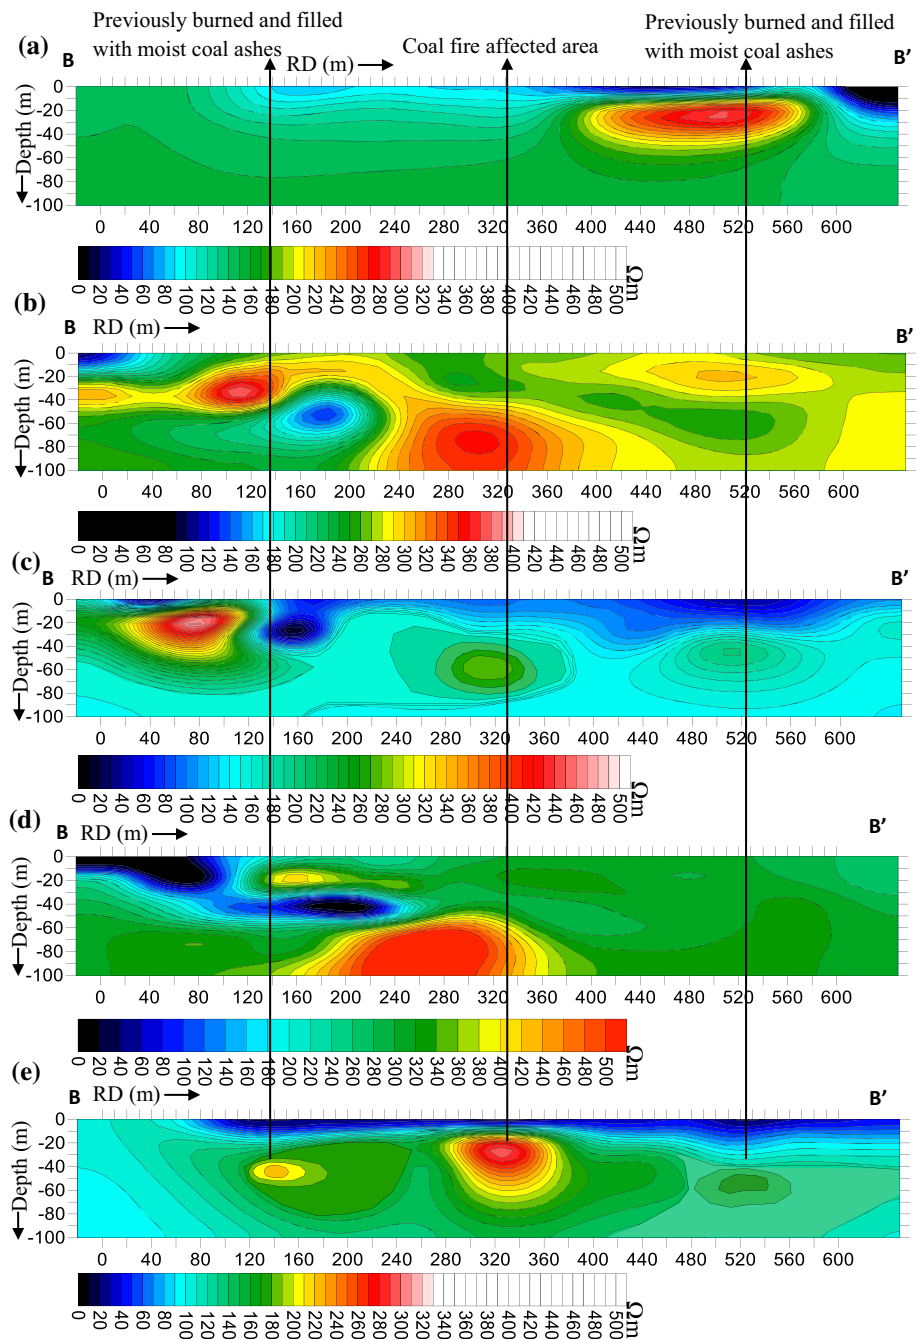 Previously burned and filled
with moist coal ashes
Coal fire affected area
Previously burned and filled
with moist coal ashes
(a)
B
RD (m)
B’
Depth (m)
0
-20
-40
-60
-80
-100
0 40 80 120 160 200 240 280 320 360 400 440 480 520 560 600
0 20 40 60 80 100 120 140 160 180 200 220 240 260 280 300 320 340 360 380 400 420 440 460 480 500 Ωm
(b)
B
RD (m)
B’
Depth (m)
0
-20
-40
-60
-80
-100
0 40 80 120 160 200 240 280 320 360 400 440 480 520 560 600
0 20 40 60 80 100 120 140 160 180 200 220 240 260 280 300 320 340 360 380 400 420 440 460 480 500 Ωm
(c)
B
RD (m)
B’
Depth (m)
0
-20
-40
-60
-80
-100
0 40 80 120 160 200 240 280 320 360 400 440 480 520 560 600
0 20 40 60 80 100 120 140 160 180 200 220 240 260 280 300 320 340 360 380 400 420 440 460 480 500 Ωm
(d)
B
RD (m)
B’
Depth (m)
0
-20
-40
-60
-80
-100
0 40 80 120 160 200 240 280 320 360 400 440 480 520 560 600
0 20 40 60 80 100 120 140 160 180 200 220 240 260 280 300 320 340 360 380 400 420 440 460 480 500 Ωm
(e)
B
RD (m)
B’
Depth (m)
0
-20
-40
-60
-80
-100
0 40 80 120 160 200 240 280 320 360 400 440 480 520 560 600
0 20 40 60 80 100 120 140 160 180 200 220 240 260 280 300 320 340 360 380 400 420 440 460 480 500 Ωm